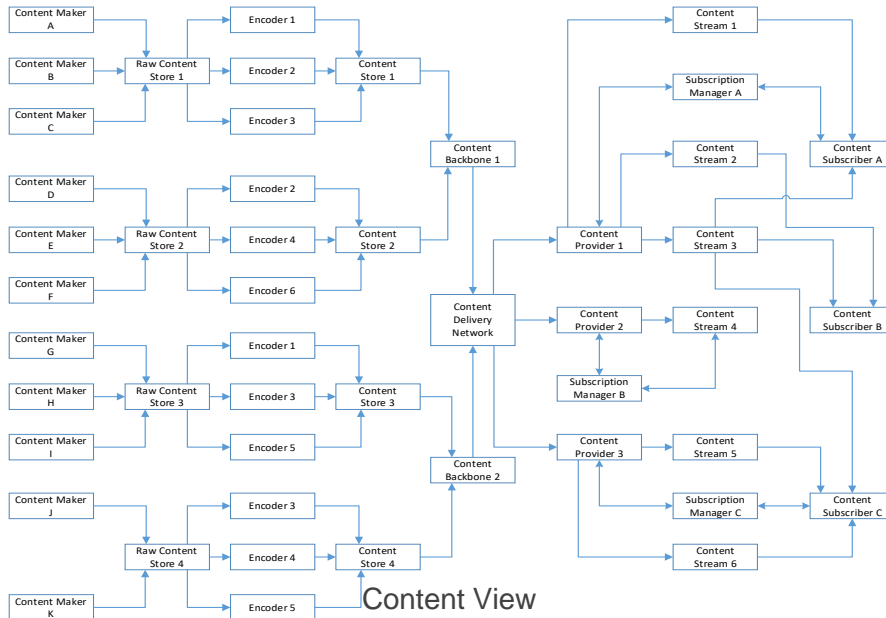 Content Maker
A
Content Maker
B
Content Maker
C
Raw Content
Store 1
Encoder 1
Encoder 2
Encoder 3
Content
Store 1
Content Maker
D
Content Maker
E
Content Maker
F
Raw Content
Store 2
Encoder 2
Encoder 4
Encoder 6
Content
Store 2
Content
Backbone 1
Content Maker
G
Content Maker
H
Content Maker
I
Raw Content
Store 3
Encoder 1
Encoder 3
Encoder 5
Content
Store 3
Content Maker
J
Content Maker
K
Raw Content
Store 4
Encoder 3
Encoder 4
Encoder 5
Content
Store 4
Content
Backbone 2
Content
Delivery
Network
Content
Provider 1
Content
Stream 1
Subscription
Manager A
Content
Stream 2
Content
Stream 3
Content
Subscriber A
Content
Subscriber B
Content
Provider 2
Content
Stream 4
Subscription
Manager B
Content
Provider 3
Content
Stream 5
Subscription
Manager C
Content
Stream 6
Content
Subscriber C
Content View